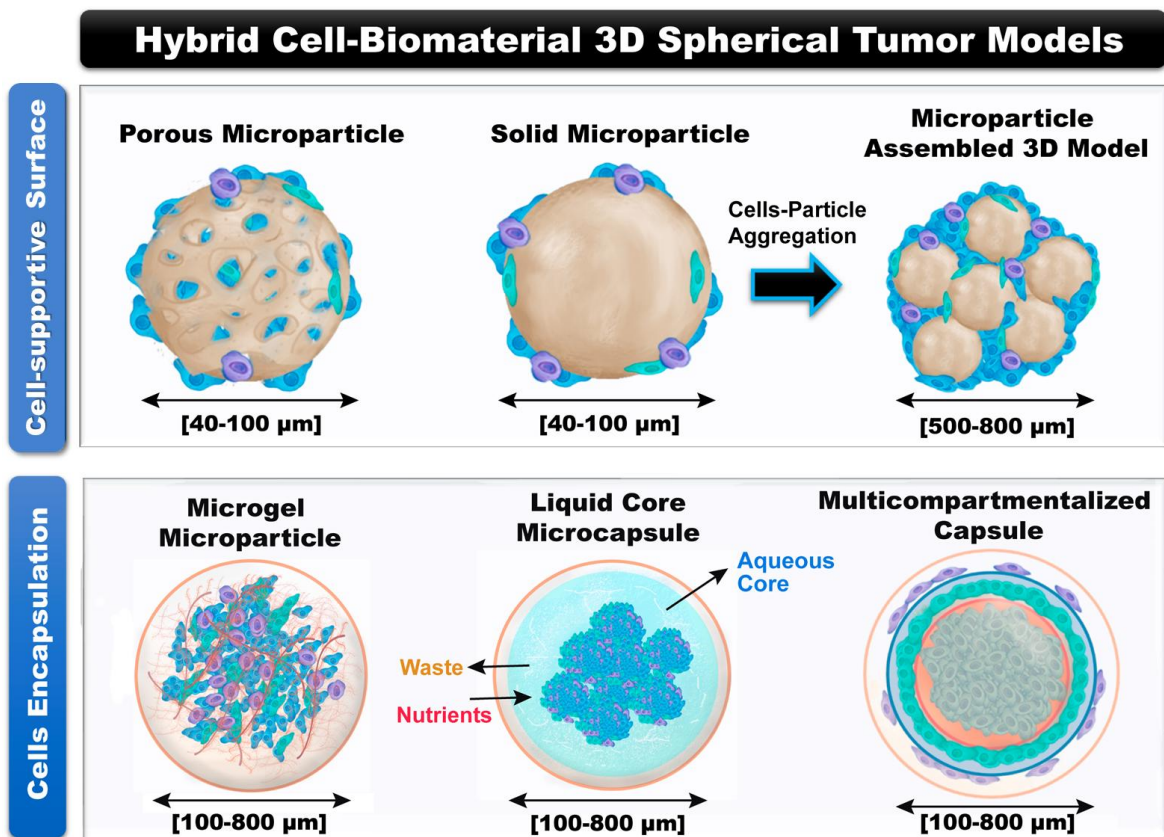 Hybrid Cell-Biomaterial 3D Spherical Tumor Models
Cell-supportive Surface
Porous Microparticle
[40-100 µm]
Solid Microparticle
[40-100 µm]
Cells-Particle
Aggregation
Microparticle
Assembled 3D Model
[500-800 µm]
Cells Encapsulation
Microgel
Microparticle
[100-800 µm]
Liquid Core
Microcapsule
Aqueous
Core
Waste
Nutrients
[100-800 µm]
Multicompartmentalized
Capsule
[100-800 µm]